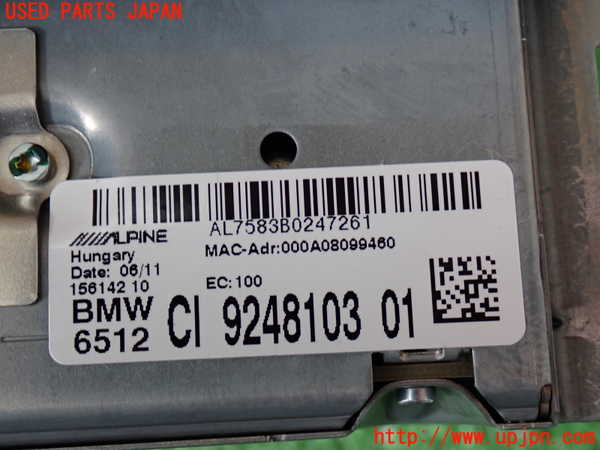 USED PARTS JAPAN
AL7583B0247261
ALPINE
MAC-Adr:000A08099460
Hungary
Date: 06/11
156142 10
EC:100
BMW
6512
CI 9248103 01
http://www.upjpn.com/